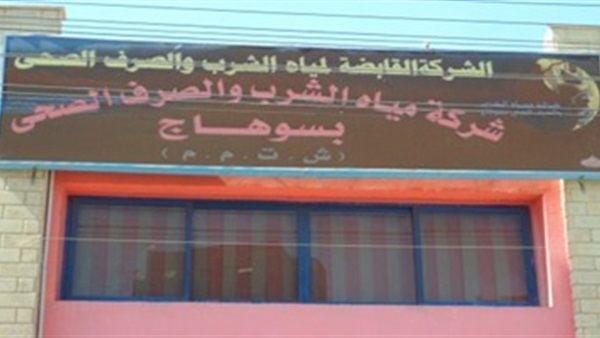 الشركة القابضة لمياه الشرب والصرف الصحى
شركة مياه الشرب والصرف الصحى
بسوهاج
(ش . ت . م . م)